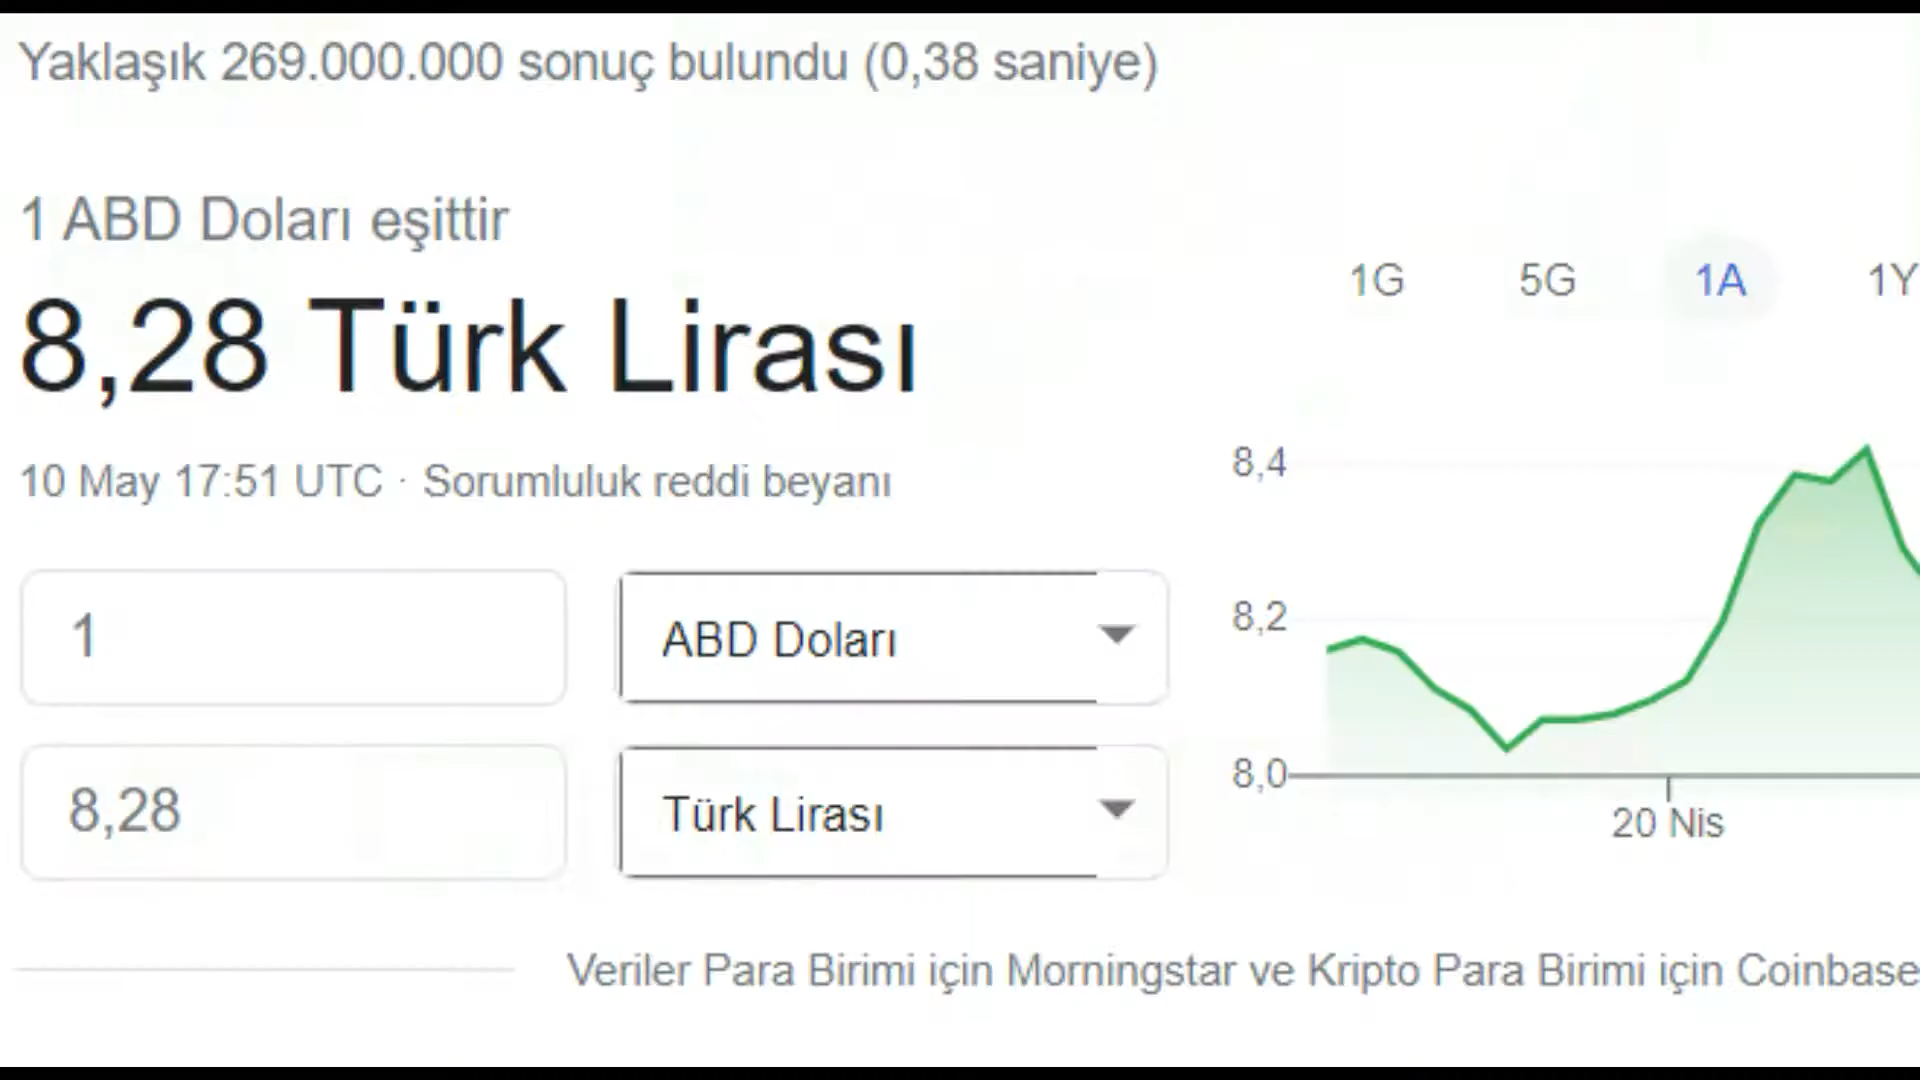 Yaklaşık 269.000.000 sonuç bulundu (0,38 saniye)
1 ABD Doları eşittir
8,28 Türk Lirası
10 May 17:51 UTC · Sorumluluk reddi beyanı
1
ABD Doları
8,28
Türk Lirası
1G
5G
1A
1Y
8,4
8,2
8,0
20 Nis
Veriler Para Birimi için Morningstar ve Kripto Para Birimi için Coinbase